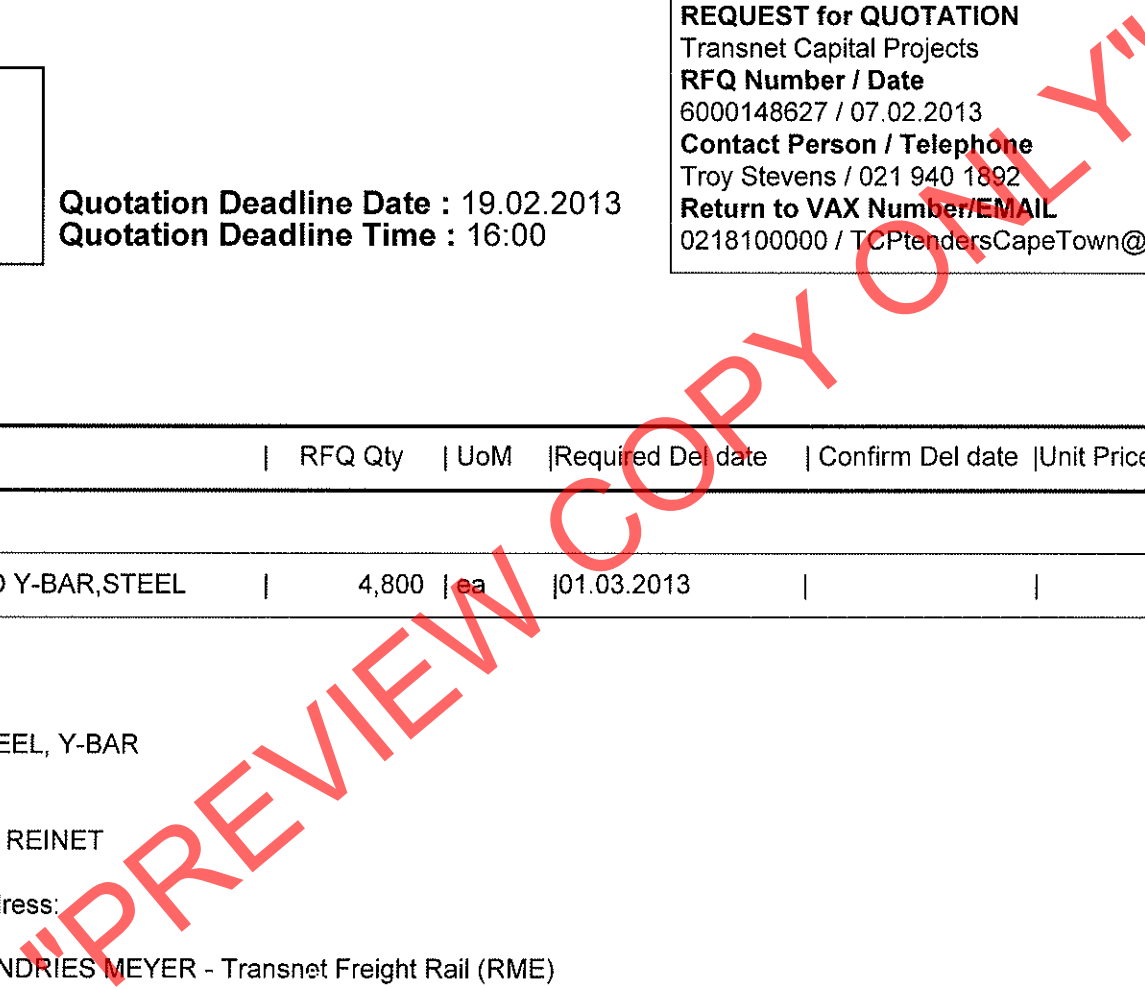 REQUEST for QUOTATION
Transnet Capital Projects
RFQ Number / Date
6000148627 / 07.02.2013
Contact Person / Telephone
Troy Stevens / 021 940 1892
Return to VAX Number/EMAIL
0218100000 / TCPtendersCapeTown@
Quotation Deadline Date : 19.02.2013
Quotation Deadline Time : 16:00
| RFQ Qty | UoM |Required Del date | Confirm Del date |Unit Price
Y-BAR,STEEL | 4,800 | ea |01.03.2013 | |
EEL, Y-BAR
REINET
ress:
NDRIES MEYER - Transnet Freight Rail (RME)
"PREVIEW COPY ONLY"